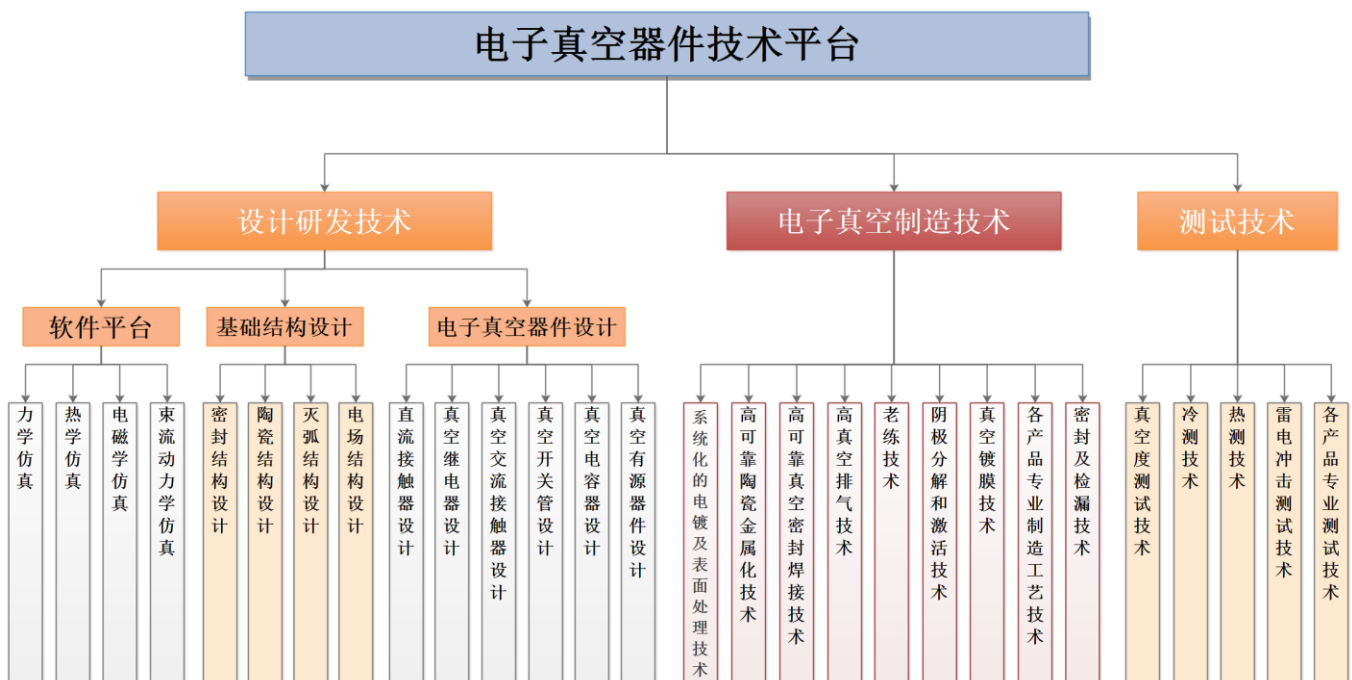 电子真空器件技术平台
设计研发技术
电子真空制造技术
测试技术
软件平台
基础结构设计
电子真空器件设计
力学仿真
热学仿真
电磁学仿真
束流动力学仿真
密封结构设计
陶瓷结构设计
灭弧结构设计
电场结构设计
直流接触器设计
真空继电器设计
真空交流接触器设计
真空开关管设计
真空电容器设计
真空有源器件设计
系统化的电镀及表面处理技术
高可靠陶瓷金属化技术
高可靠真空密封焊接技术
高真空排气技术
老练技术
阴极分解和激活技术
真空镀膜技术
各产品专业制造工艺技术
密封及检漏技术
真空度测试技术
冷测技术
热测技术
雷电冲击测试技术
各产品专业测试技术